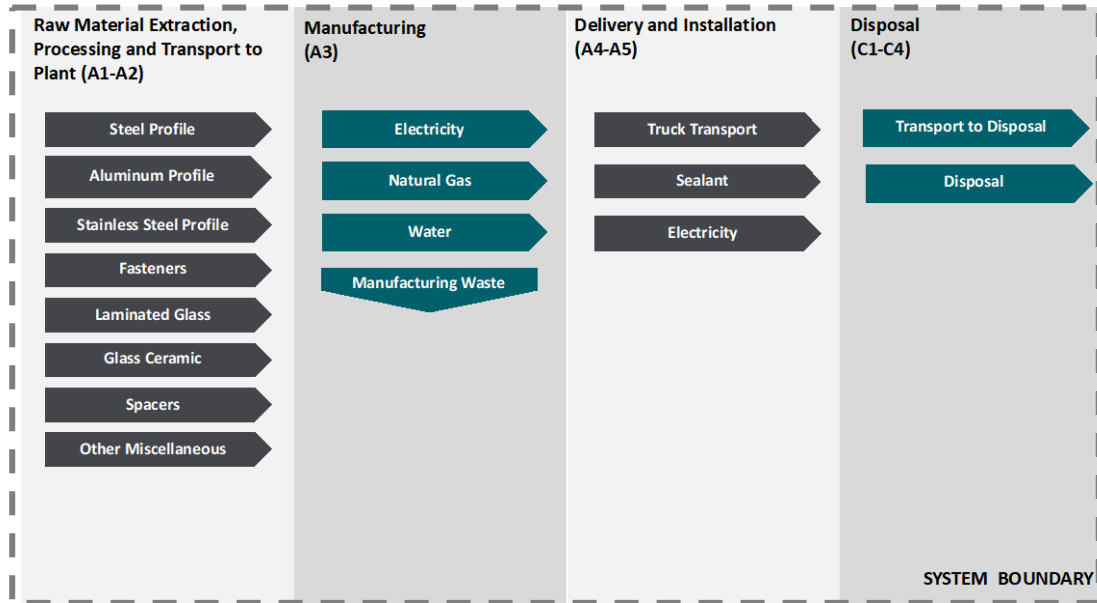 Raw Material Extraction,
Processing and Transport to
Plant (A1-A2)
Steel Profile
Aluminum Profile
Stainless Steel Profile
Fasteners
Laminated Glass
Glass Ceramic
Spacers
Other Miscellaneous
Manufacturing
(A3)
Electricity
Natural Gas
Water
Manufacturing Waste
Delivery and Installation
(A4-A5)
Truck Transport
Sealant
Electricity
Disposal
(C1-C4)
Transport to Disposal
Disposal
SYSTEM BOUNDARY